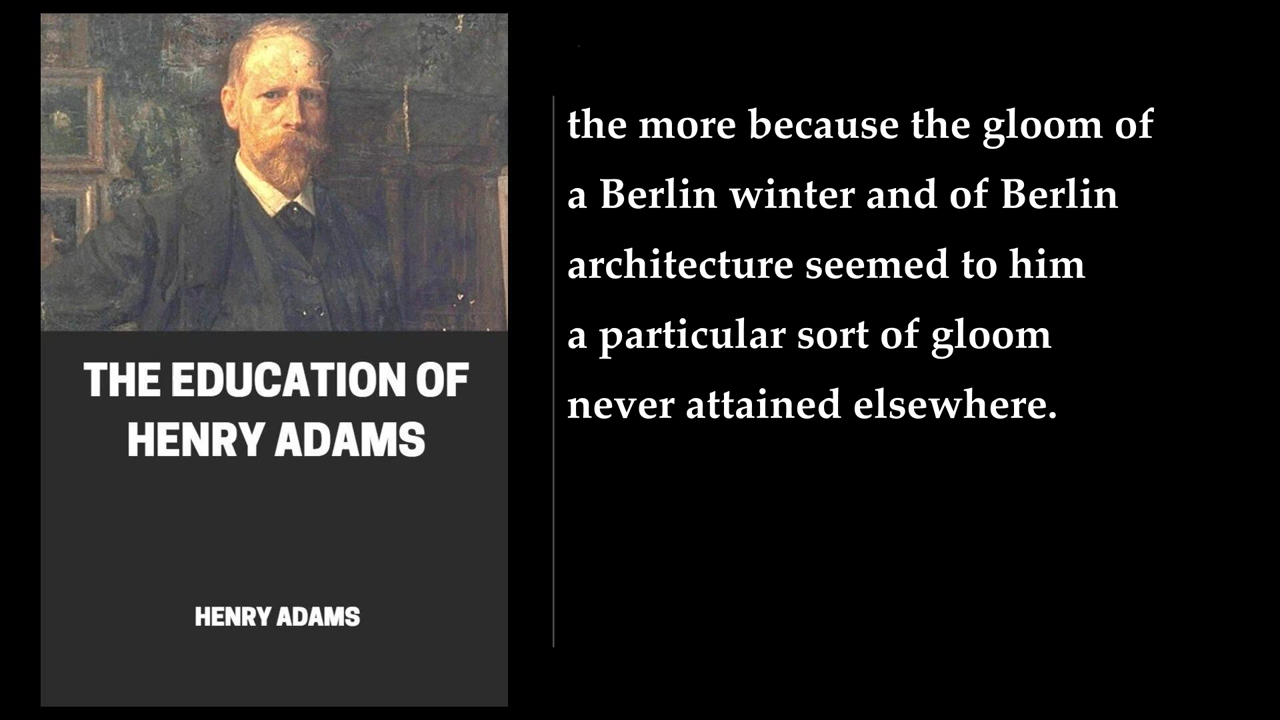 THE EDUCATION OF
HENRY ADAMS
HENRY ADAMS
the more because the gloom of
a Berlin winter and of Berlin
architecture seemed to him
a particular sort of gloom
never attained elsewhere.